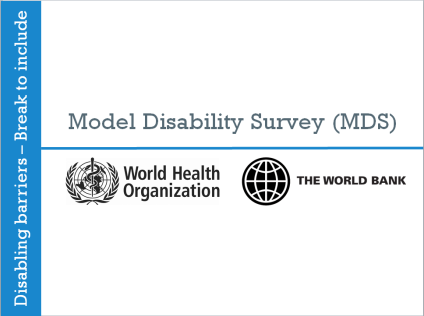 Disabling barriers – Break to include
Model Disability Survey (MDS)
World Health
Organization
THE WORLD BANK